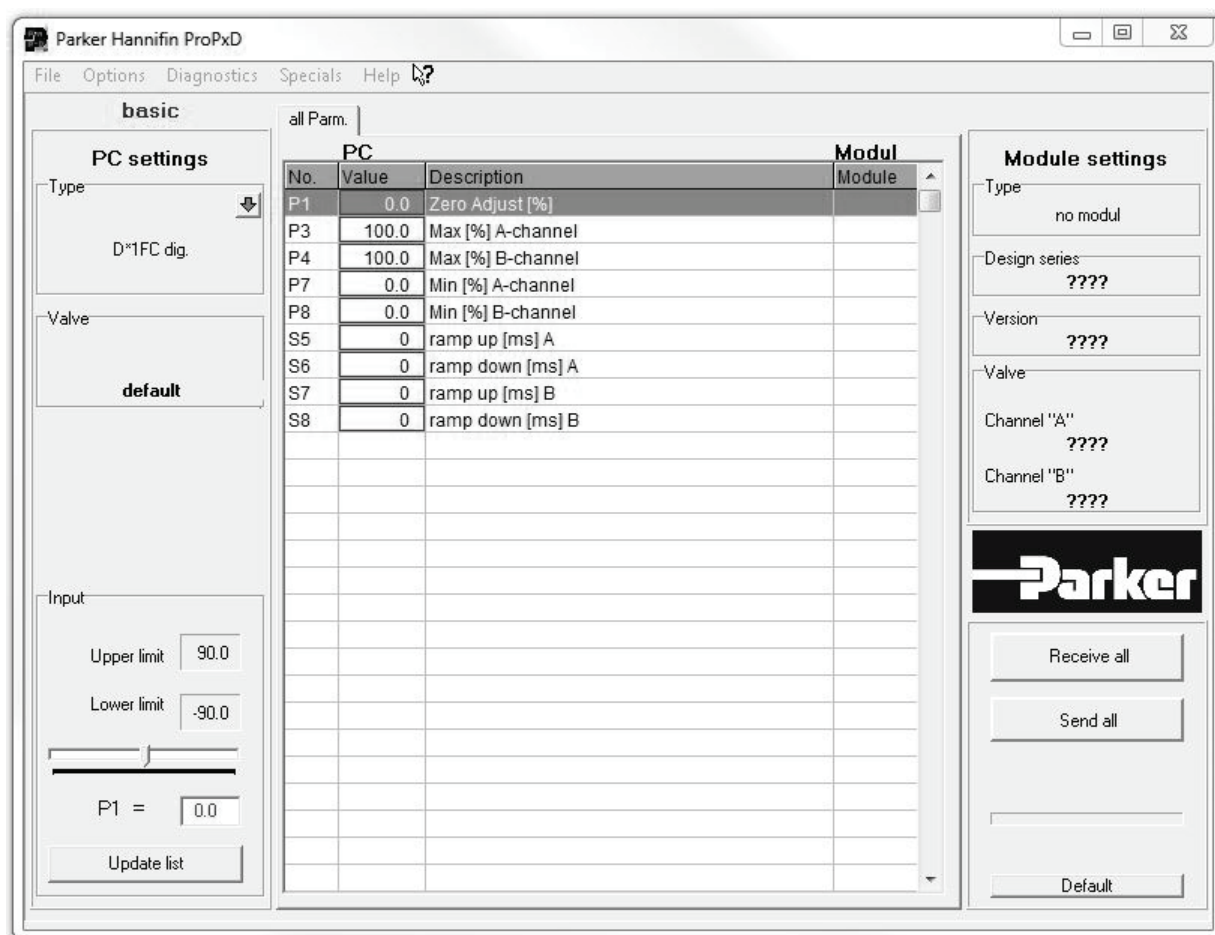 Parker Hannifin ProPxD
File Options Diagnostics Specials Help
basic
PC settings
Type
D*1FC dig.
Valve
default
Input
Upper limit 90.0
Lower limit -90.0
P1 = 0.0
Update list
all Parm.
PC Modul
No. Value Description Module
P1 0.0 Zero Adjust [%]
P3 100.0 Max [%] A-channel
P4 100.0 Max [%] B-channel
P7 0.0 Min [%] A-channel
P8 0.0 Min [%] B-channel
S5 0 ramp up [ms] A
S6 0 ramp down [ms] A
S7 0 ramp up [ms] B
S8 0 ramp down [ms] B
Module settings
Type
no modul
Design series
????
Version
????
Valve
Channel "A"
????
Channel "B"
????
Parker
Receive all
Send all
Default